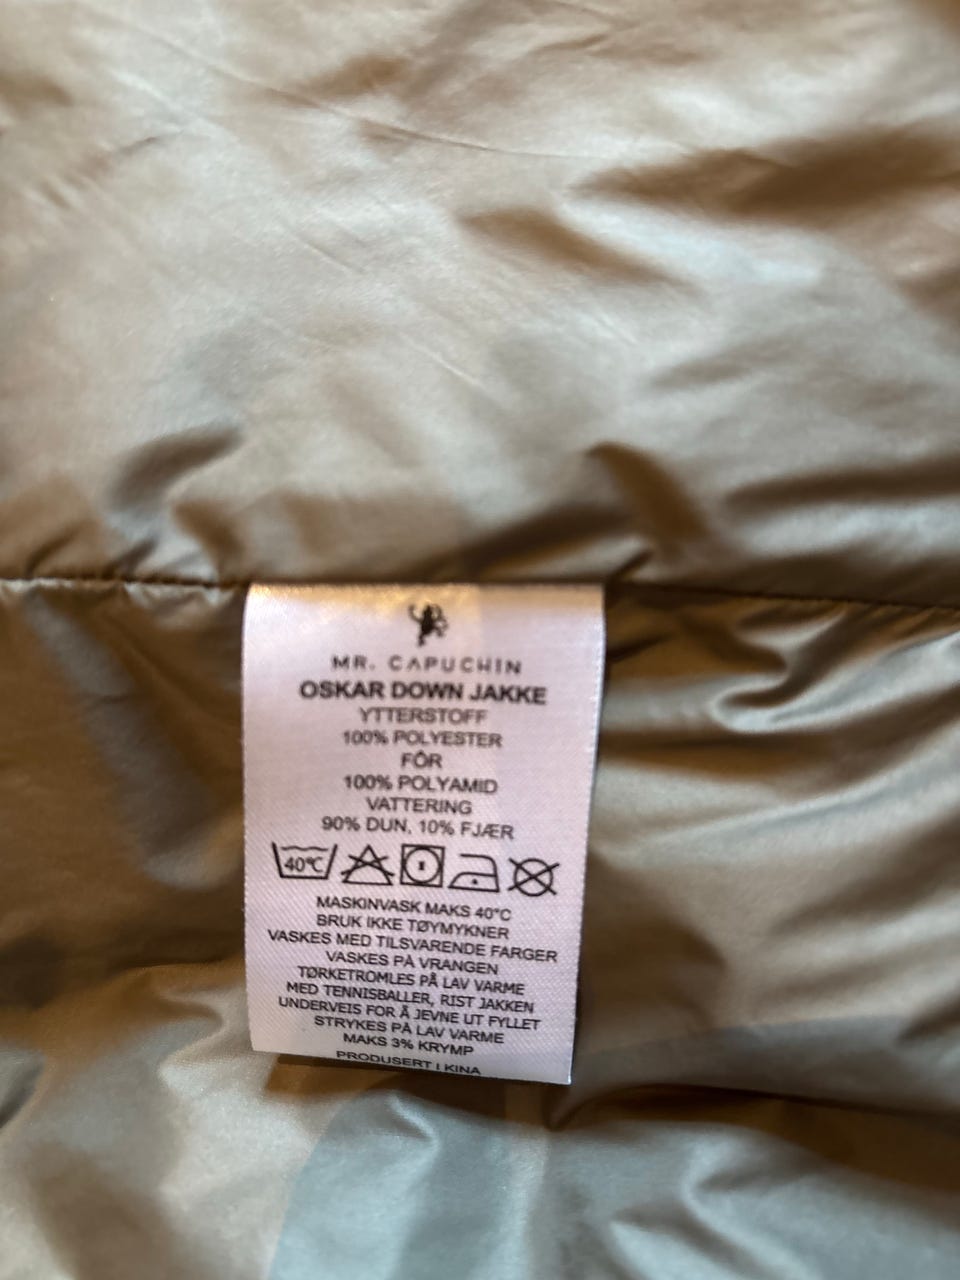 MR. CAPUCHIN
OSKAR DOWN JAKKE
YTTERSTOFF
100% POLYESTER
FÔR
100% POLYAMID
VATTERING
90% DUN, 10% FJÆR
40°C
MASKINVASK MAKS 40°C
BRUK IKKE TØYMYKNER
VASKES MED TILSVARENDE FARGER
VASKES PÅ VRANGEN
TØRKETROMLES PÅ LAV VARME
MED TENNISBALLER, RIST JAKKEN
UNDERVEIS FOR Å JEVNE UT FYLLET
STRYKES PÅ LAV VARME
MAKS 3% KRYMP
PRODUSERT I KINA